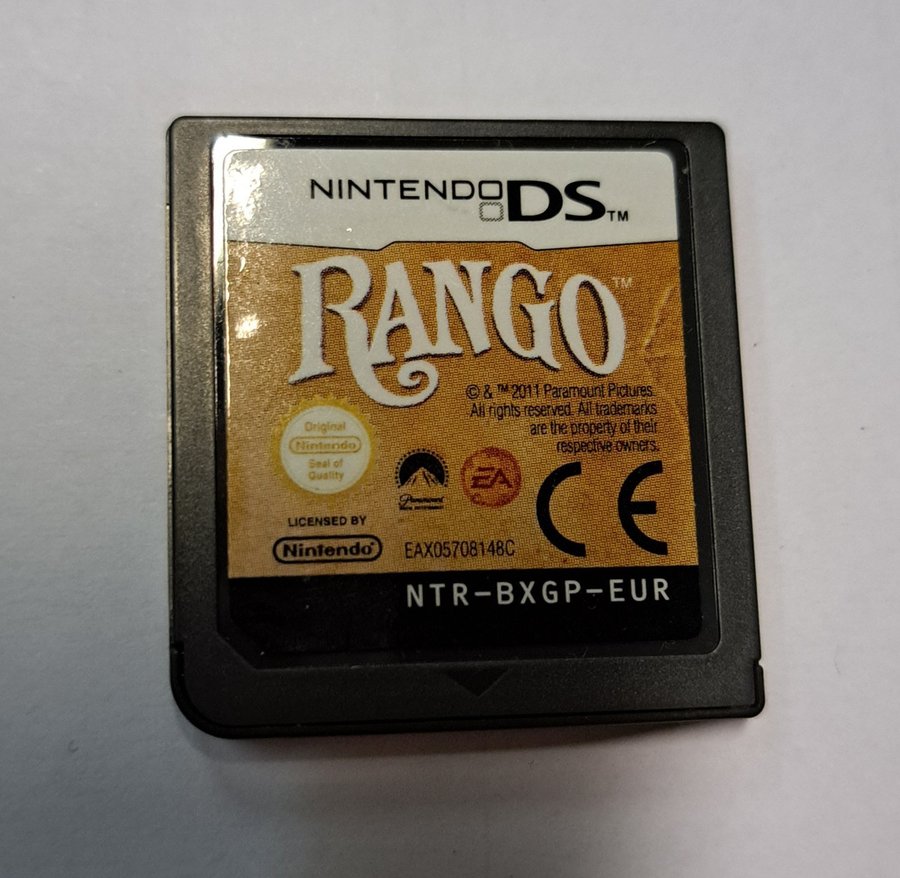 NINTENDO DS™
RANGO™
© & ™ 2011 Paramount Pictures.
All rights reserved. All trademarks
are the property of their
respective owners.
Original
Nintendo
Seal of
Quality
Paramount
EA
CE
LICENSED BY
Nintendo
EAX05708148C
NTR-BXGP-EUR